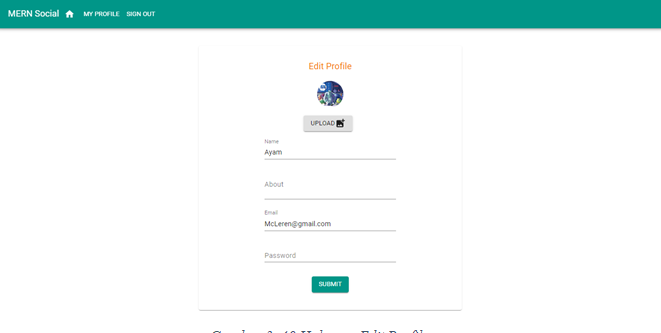 MERN Social MY PROFILE SIGN OUT
Edit Profile
UPLOAD
Name
Ayam
About
Email
McLeren@gmail.com
Password
SUBMIT